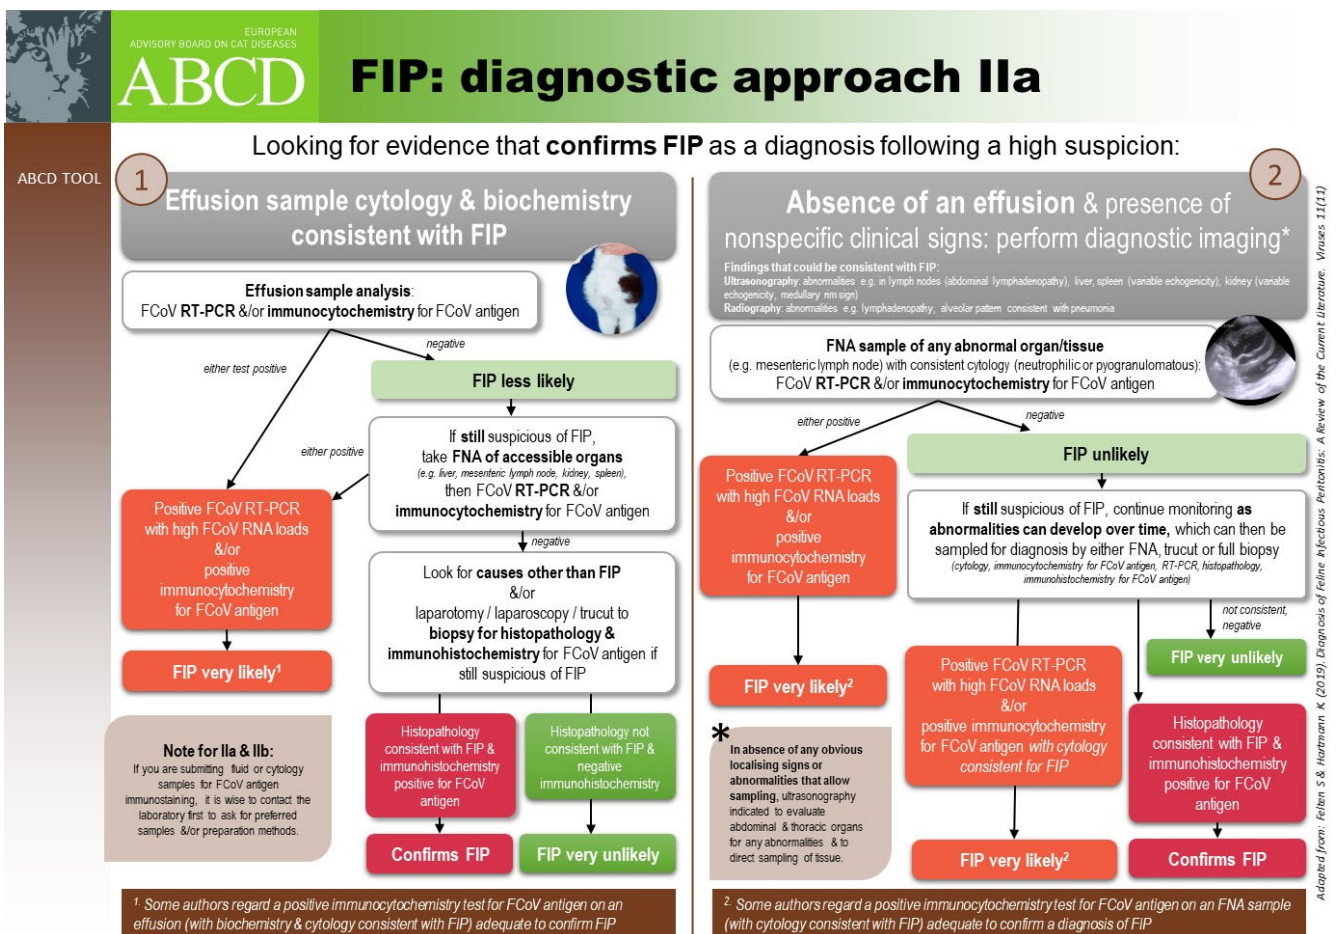 EUROPEAN
ADVISORY BOARD ON CAT DISEASES
ABCD
FIP: diagnostic approach IIa
ABCD TOOL
Looking for evidence that confirms FIP as a diagnosis following a high suspicion:
1
Effusion sample cytology & biochemistry
consistent with FIP
Effusion sample analysis:
FCoV RT-PCR &/or immunocytochemistry for FCoV antigen
either test positive
negative
FIP less likely
If still suspicious of FIP,
take FNA of accessible organs
(e.g. liver, mesenteric lymph node, kidney, spleen),
then FCoV RT-PCR &/or
immunocytochemistry for FCoV antigen
either positive
negative
Positive FCoV RT-PCR
with high FCoV RNA loads
&/or
positive
immunocytochemistry
for FCoV antigen
FIP very likely1
Look for causes other than FIP
&/or
laparotomy / laparoscopy / trucut to
biopsy for histopathology &
immunohistochemistry for FCoV antigen if
still suspicious of FIP
Histopathology
consistent with FIP &
immunohistochemistry
positive for FCoV
antigen
Confirms FIP
Histopathology not
consistent with FIP &
negative
immunohistochemistry
FIP very unlikely
Note for IIa & IIb:
If you are submitting fluid or cytology
samples for FCoV antigen
immunostaining, it is wise to contact the
laboratory first to ask for preferred
samples &/or preparation methods.
1. Some authors regard a positive immunocytochemistry test for FCoV antigen on an
effusion (with biochemistry & cytology consistent with FIP) adequate to confirm FIP
2
Absence of an effusion & presence of
nonspecific clinical signs: perform diagnostic imaging*
Findings that could be consistent with FIP:
Ultrasonography: abnormalities e.g. in lymph nodes (abdominal lymphadenopathy), liver, spleen (variable echogenicity), kidney (variable
echogenicity, medullary rim sign)
Radiography: abnormalities e.g. lymphadenopathy, alveolar pattern consistent with pneumonia
FNA sample of any abnormal organ/tissue
(e.g. mesenteric lymph node) with consistent cytology (neutrophilic or pyogranulomatous):
FCoV RT-PCR &/or immunocytochemistry for FCoV antigen
either positive
negative
Positive FCoV RT-PCR
with high FCoV RNA loads
&/or
positive
immunocytochemistry
for FCoV antigen
FIP very likely2
FIP unlikely
If still suspicious of FIP, continue monitoring as
abnormalities can develop over time, which can then be
sampled for diagnosis by either FNA, trucut or full biopsy
(cytology, immunocytochemistry for FCoV antigen, RT-PCR, histopathology,
immunohistochemistry for FCoV antigen)
not consistent,
negative
FIP very unlikely
Positive FCoV RT-PCR
with high FCoV RNA loads
&/or
positive immunocytochemistry
for FCoV antigen with cytology
consistent for FIP
FIP very likely2
Histopathology
consistent with FIP &
immunohistochemistry
positive for FCoV
antigen
Confirms FIP
*
In absence of any obvious
localising signs or
abnormalities that allow
sampling, ultrasonography
indicated to evaluate
abdominal & thoracic organs
for any abnormalities & to
direct sampling of tissue.
2. Some authors regard a positive immunocytochemistry test for FCoV antigen on an FNA sample
(with cytology consistent with FIP) adequate to confirm a diagnosis of FIP
Adapted from: Felten S & Hartmann K (2019). Diagnosis of Feline Infectious Peritonitis: A Review of the Current Literature. Viruses 11(11)